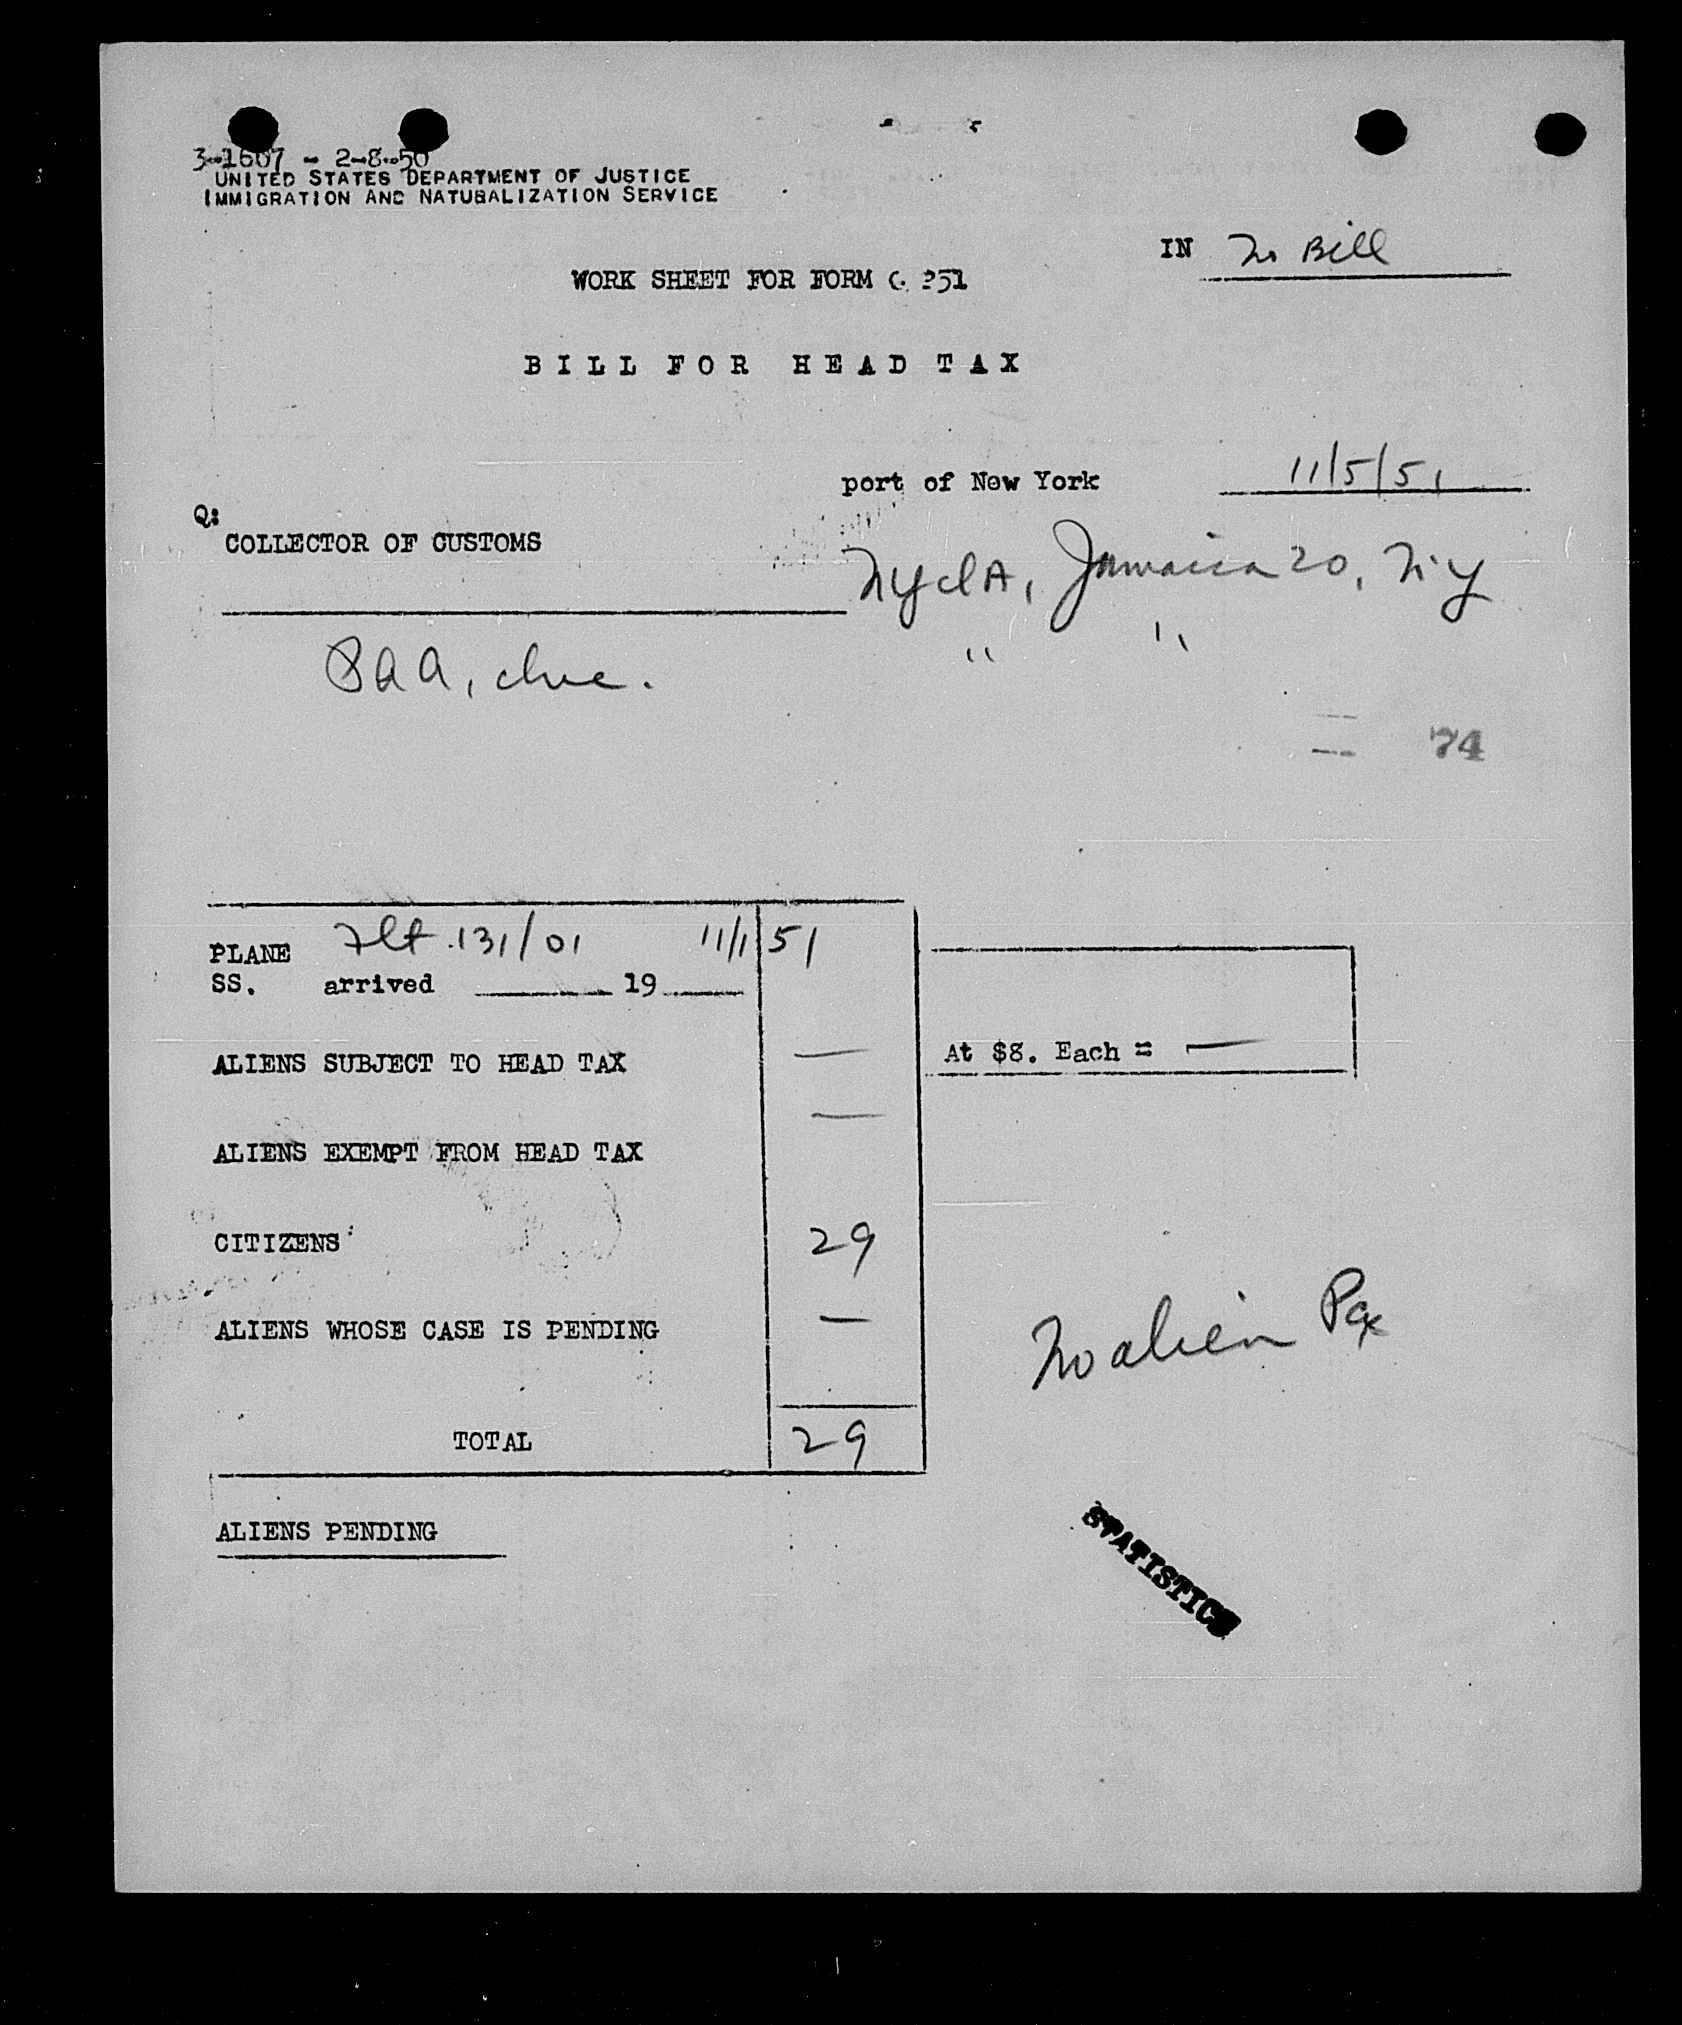 3-1607 - 2-8-50
UNITED STATES DEPARTMENT OF JUSTICE
IMMIGRATION AND NATURALIZATION SERVICE
IN No Bill
WORK SHEET FOR FORM 251
BILL FOR HEAD TAX
port of New York 11/5/51
Q:
COLLECTOR OF CUSTOMS
Jamaica 20, N.Y
" "
PAA, Inc.
74
PLANE Flt. 131/01 11/1/51
SS. arrived 19
ALIENS SUBJECT TO HEAD TAX — At $8. Each = —
ALIENS EXEMPT FROM HEAD TAX —
CITIZENS 29
ALIENS WHOSE CASE IS PENDING —
No alien Pax
TOTAL 29
ALIENS PENDING
STATISTICS